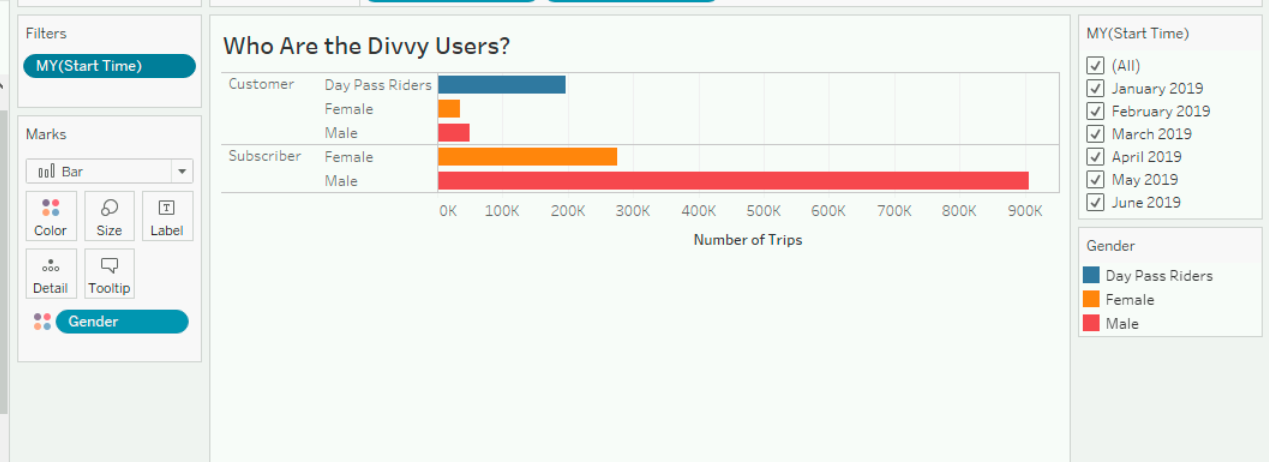 Filters
MY(Start Time)
Marks
Bar
Color
Size
Label
Detail
Tooltip
Gender
Who Are the Divvy Users?
Customer
Day Pass Riders
Female
Male
Subscriber
Female
Male
0K 100K 200K 300K 400K 500K 600K 700K 800K 900K
Number of Trips
MY(Start Time)
(All)
January 2019
February 2019
March 2019
April 2019
May 2019
June 2019
Gender
Day Pass Riders
Female
Male